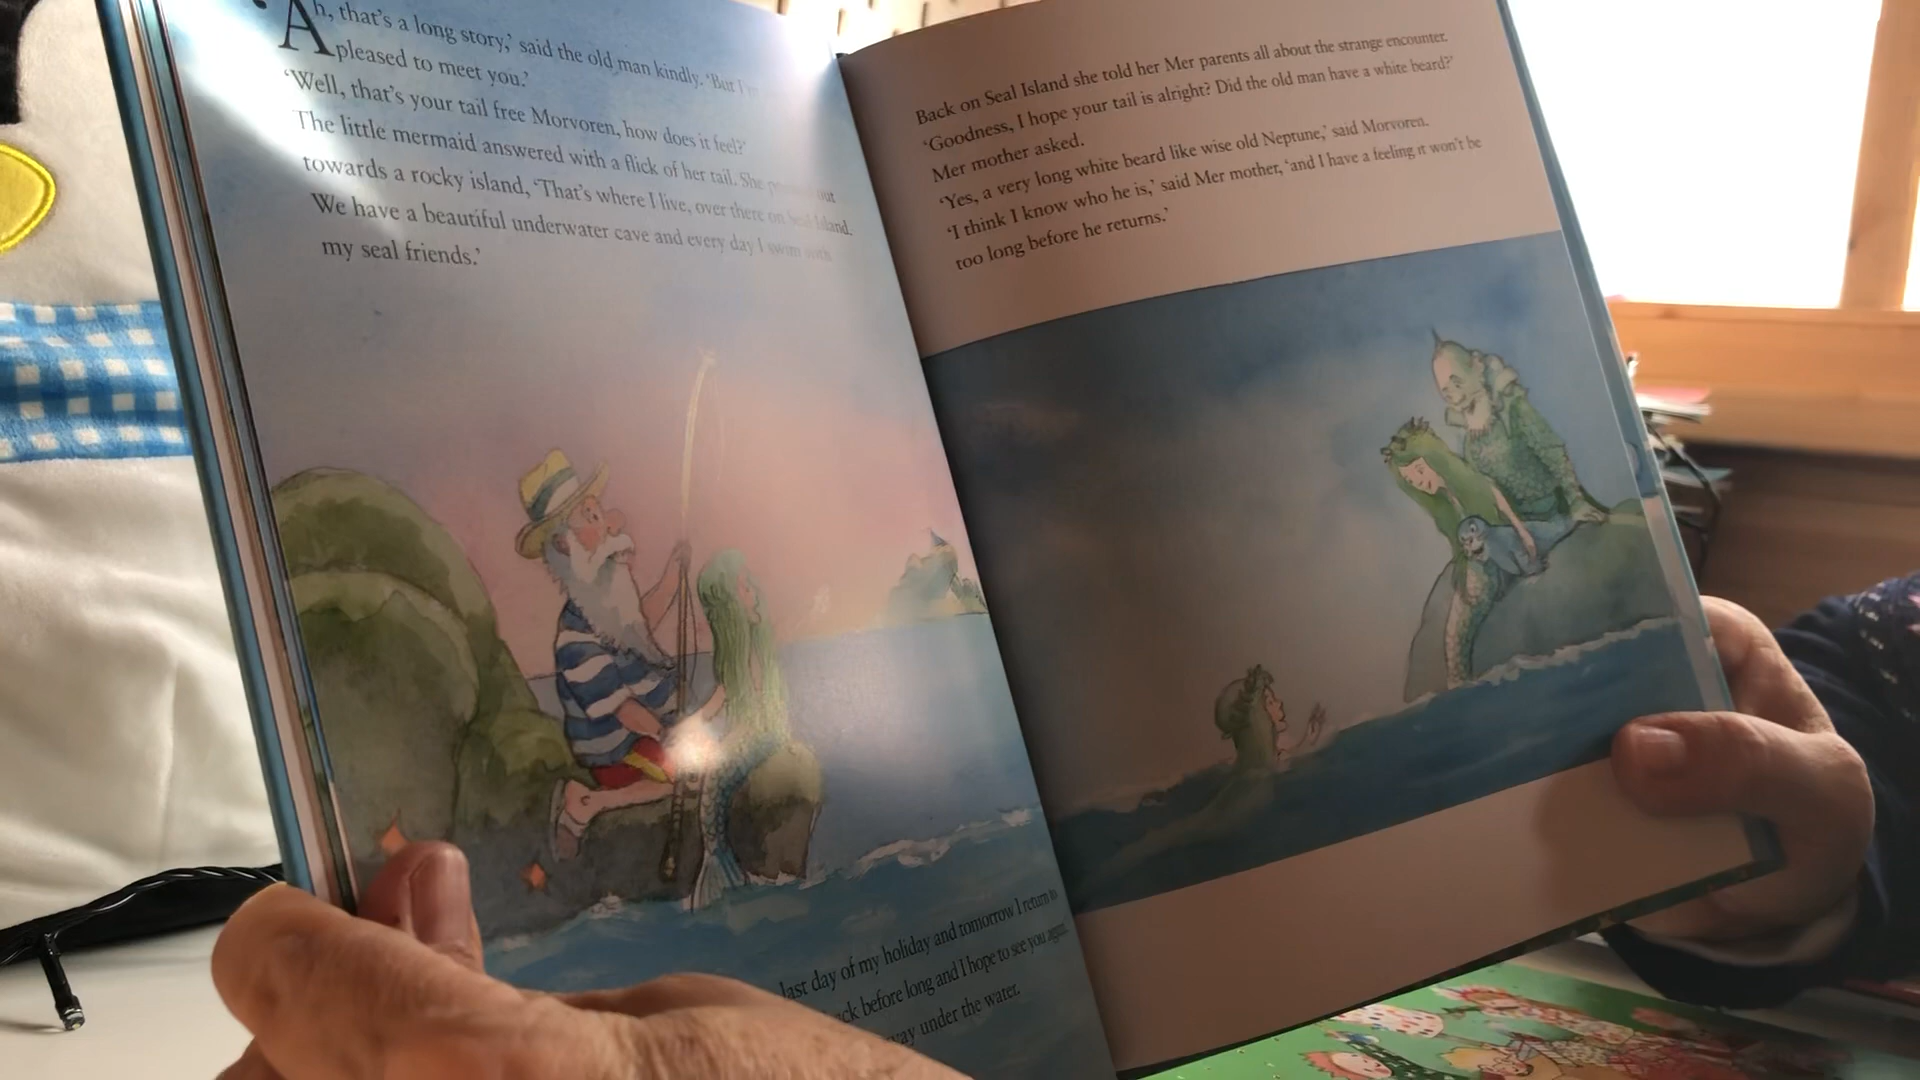 Ah, that's a long story,' said the old man kindly. 'But I'm
pleased to meet you.'
'Well, that's your tail free Morvoren, how does it feel?'
The little mermaid answered with a flick of her tail. She pointed out
towards a rocky island, 'That's where I live, over there on Seal Island.
We have a beautiful underwater cave and every day I swim with
my seal friends.'
last day of my holiday and tomorrow I return to
before long and I hope to see you again.
under the water.
Back on Seal Island she told her Mer parents all about the strange encounter.
'Goodness, I hope your tail is alright? Did the old man have a white beard?'
Mer mother asked.
'Yes, a very long white beard like wise old Neptune,' said Morvoren.
'I think I know who he is,' said Mer mother, 'and I have a feeling it won't be
too long before he returns.'